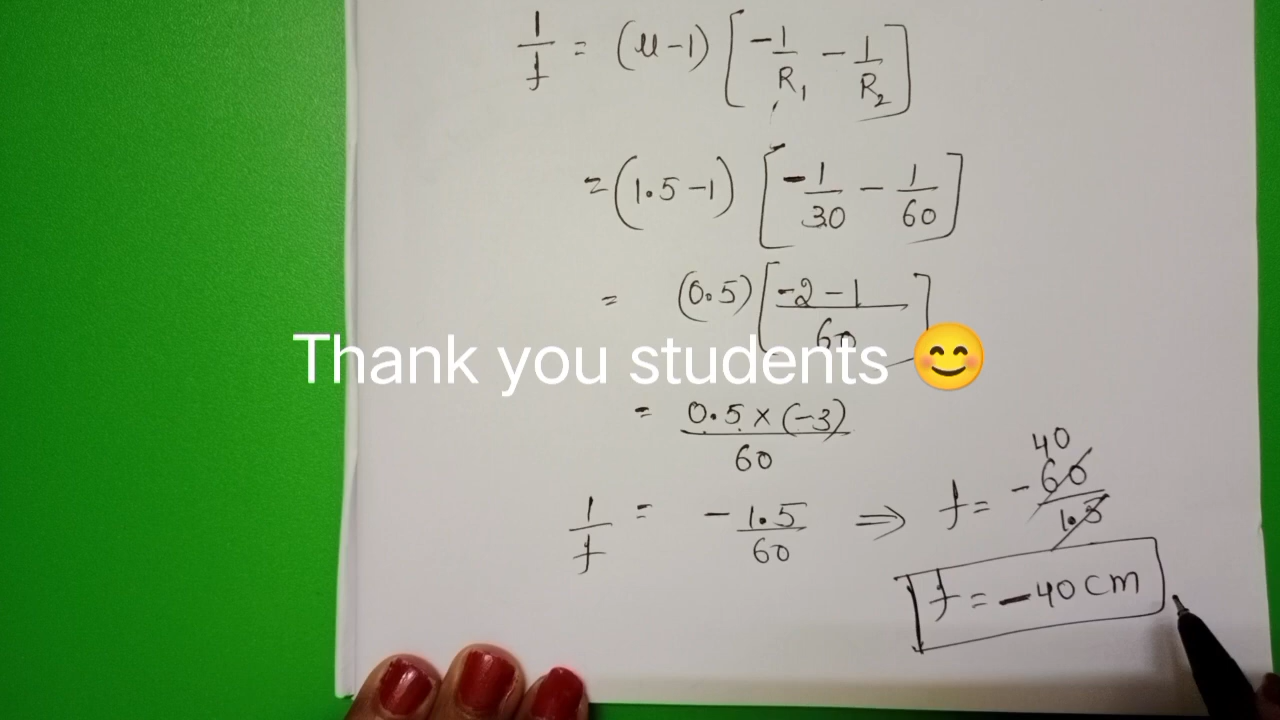 1/f = (μ-1) [-1/R₁ - 1/R₂]
= (1.5-1) [-1/30 - 1/60]
= (0.5) [-2-1/60]
Thank you students 😊
= 0.5 x (-3)/60
1/f = -1.5/60 ⇒ f = -60/1.5 40
f = -40 cm